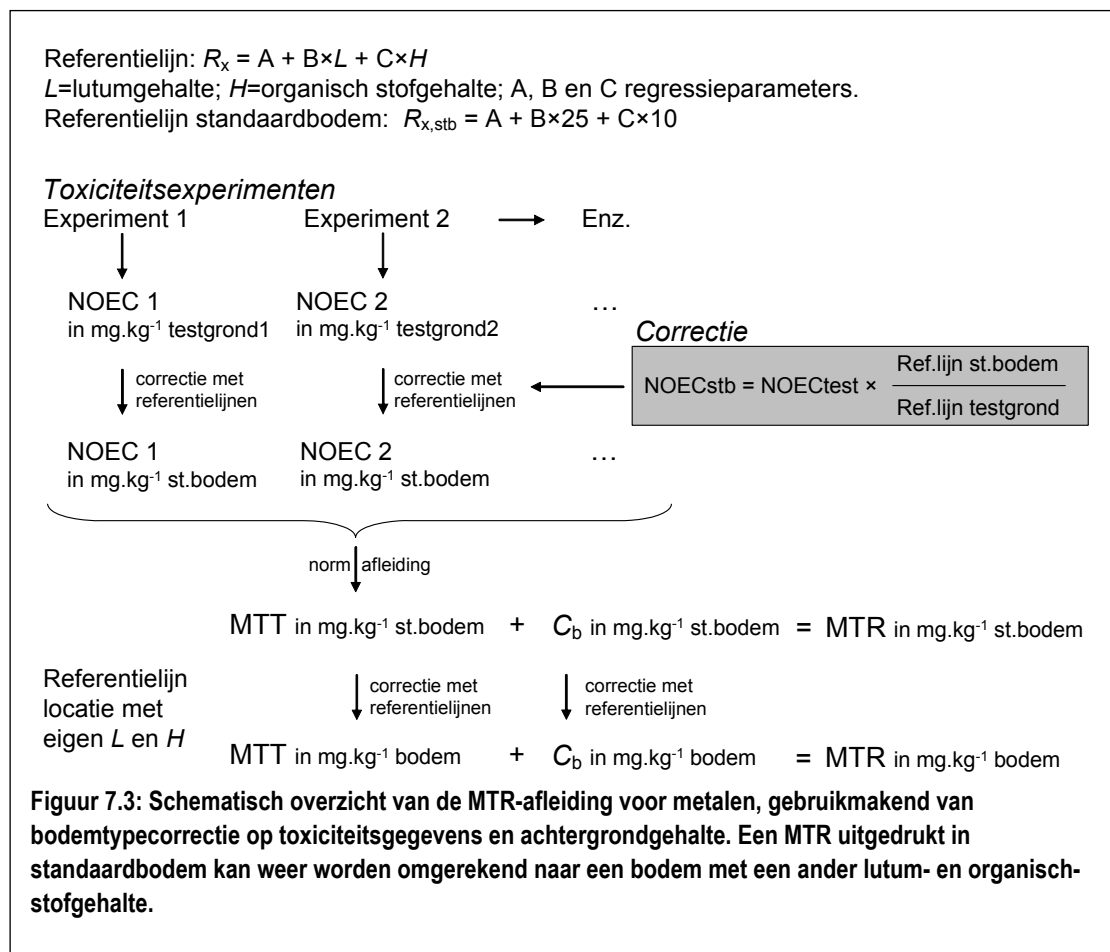 Referentielijn: Rx = A + B×L + C×H
L=lutumgehalte; H=organisch stofgehalte; A, B en C regressieparameters.
Referentielijn standaardbodem: Rx,stb = A + B×25 + C×10
Toxiciteitsexperimenten
Experiment 1 Experiment 2 Enz.
NOEC 1 NOEC 2 …
in mg.kg-1 testgrond1 in mg.kg-1 testgrond2
Correctie
NOECstb = NOECtest × Ref.lijn st.bodem
Ref.lijn testgrond
correctie met correctie met
referentielijnen referentielijnen
NOEC 1 NOEC 2 …
in mg.kg-1 st.bodem in mg.kg-1 st.bodem
norm afleiding
MTT in mg.kg-1 st.bodem + Cb in mg.kg-1 st.bodem = MTR in mg.kg-1 st.bodem
Referentielijn
locatie met
eigen L en H
correctie met correctie met
referentielijnen referentielijnen
MTT in mg.kg-1 bodem + Cb in mg.kg-1 bodem = MTR in mg.kg-1 bodem
Figuur 7.3: Schematisch overzicht van de MTR-afleiding voor metalen, gebruikmakend van
bodemtypecorrectie op toxiciteitsgegevens en achtergrondgehalte. Een MTR uitgedrukt in
standaardbodem kan weer worden omgerekend naar een bodem met een ander lutum- en organisch-
stofgehalte.